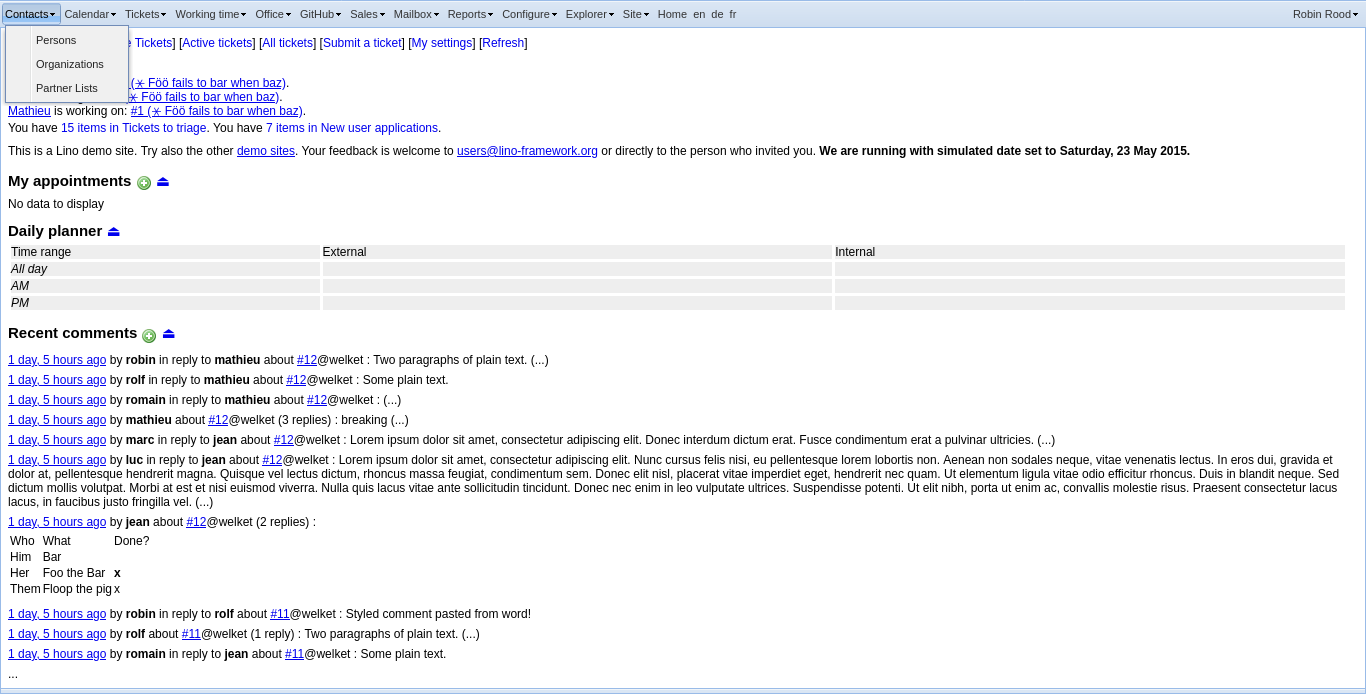 Contacts Calendar Tickets Working time Office GitHub Sales Mailbox Reports Configure Explorer Site Home en de fr Robin Rood
Persons
Organizations
Partner Lists
Tickets] [Active tickets] [All tickets] [Submit a ticket] [My settings] [Refresh]
(⚹ Föö fails to bar when baz).
⚹ Föö fails to bar when baz).
Mathieu is working on: #1 (⚹ Föö fails to bar when baz).
You have 15 items in Tickets to triage. You have 7 items in New user applications.
This is a Lino demo site. Try also the other demo sites. Your feedback is welcome to users@lino-framework.org or directly to the person who invited you. We are running with simulated date set to Saturday, 23 May 2015.
My appointments ⏏
No data to display
Daily planner ⏏
Time range External Internal
All day
AM
PM
Recent comments ⏏
1 day, 5 hours ago by robin in reply to mathieu about #12@welket : Two paragraphs of plain text. (...)
1 day, 5 hours ago by rolf in reply to mathieu about #12@welket : Some plain text.
1 day, 5 hours ago by romain in reply to mathieu about #12@welket : (...)
1 day, 5 hours ago by mathieu about #12@welket (3 replies) : breaking (...)
1 day, 5 hours ago by marc in reply to jean about #12@welket : Lorem ipsum dolor sit amet, consectetur adipiscing elit. Donec interdum dictum erat. Fusce condimentum erat a pulvinar ultricies. (...)
1 day, 5 hours ago by luc in reply to jean about #12@welket : Lorem ipsum dolor sit amet, consectetur adipiscing elit. Nunc cursus felis nisi, eu pellentesque lorem lobortis non. Aenean non sodales neque, vitae venenatis lectus. In eros dui, gravida et
dolor at, pellentesque hendrerit magna. Quisque vel lectus dictum, rhoncus massa feugiat, condimentum sem. Donec elit nisl, placerat vitae imperdiet eget, hendrerit nec quam. Ut elementum ligula vitae odio efficitur rhoncus. Duis in blandit neque. Sed
dictum mollis volutpat. Morbi at est et nisi euismod viverra. Nulla quis lacus vitae ante sollicitudin tincidunt. Donec nec enim in leo vulputate ultrices. Suspendisse potenti. Ut elit nibh, porta ut enim ac, convallis molestie risus. Praesent consectetur lacus
lacus, in faucibus justo fringilla vel. (...)
1 day, 5 hours ago by jean about #12@welket (2 replies) :
Who What Done?
Him Bar
Her Foo the Bar x
Them Floop the pig x
1 day, 5 hours ago by robin in reply to rolf about #11@welket : Styled comment pasted from word!
1 day, 5 hours ago by rolf about #11@welket (1 reply) : Two paragraphs of plain text. (...)
1 day, 5 hours ago by romain in reply to jean about #11@welket : Some plain text.
...